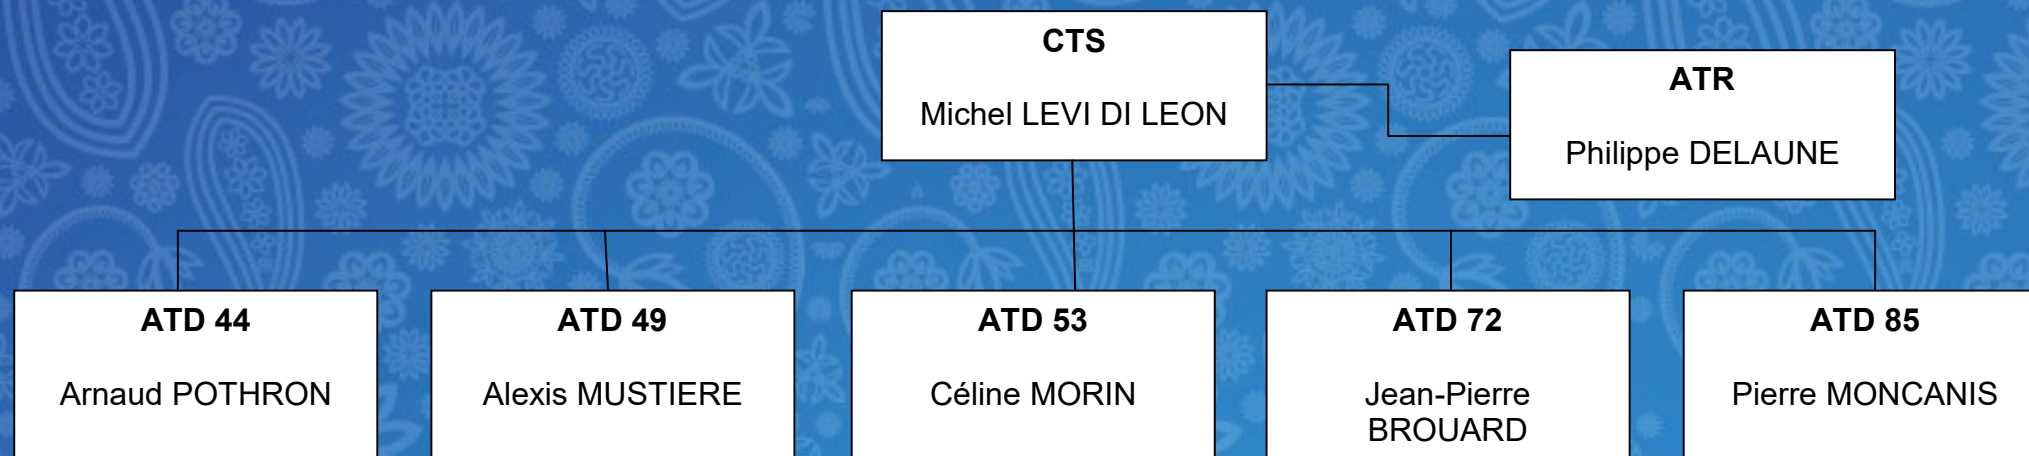 CTS
Michel LEVI DI LEON
ATR
Philippe DELAUNE
ATD 44
Arnaud POTHRON
ATD 49
Alexis MUSTIERE
ATD 53
Céline MORIN
ATD 72
Jean-Pierre
BROUARD
ATD 85
Pierre MONCANIS